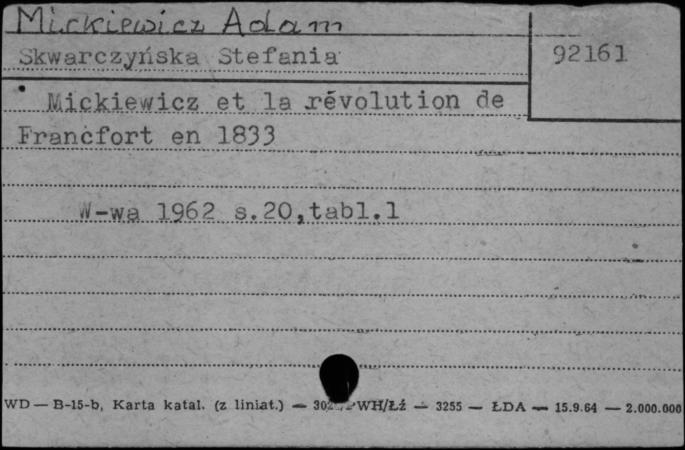 Mickiewicz Adam
Skwarczyńska Stefania
92161
Mickiewicz et la révolution de
Francfort en 1833
W-wa 1962 s.20,tabl.1
WD — B-15-b, Karta katal. (z liniat.) — WH/Łź — 3255 — ŁDA — 15.9.64 — 2.000.000